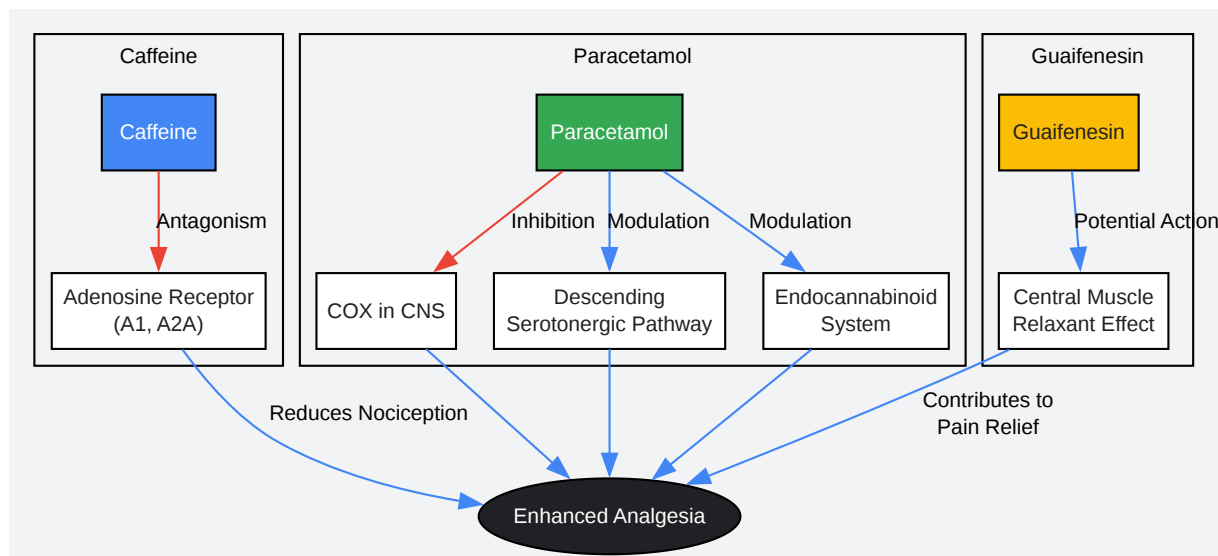 Caffeine
Paracetamol
Guaifenesin
Caffeine
Paracetamol
Guaifenesin
Antagonism
Inhibition
Modulation
Modulation
Potential Action
Adenosine Receptor
(A1, A2A)
COX in CNS
Descending
Serotonergic Pathway
Endocannabinoid
System
Central Muscle
Relaxant Effect
Reduces Nociception
Contributes to
Pain Relief
Enhanced Analgesia